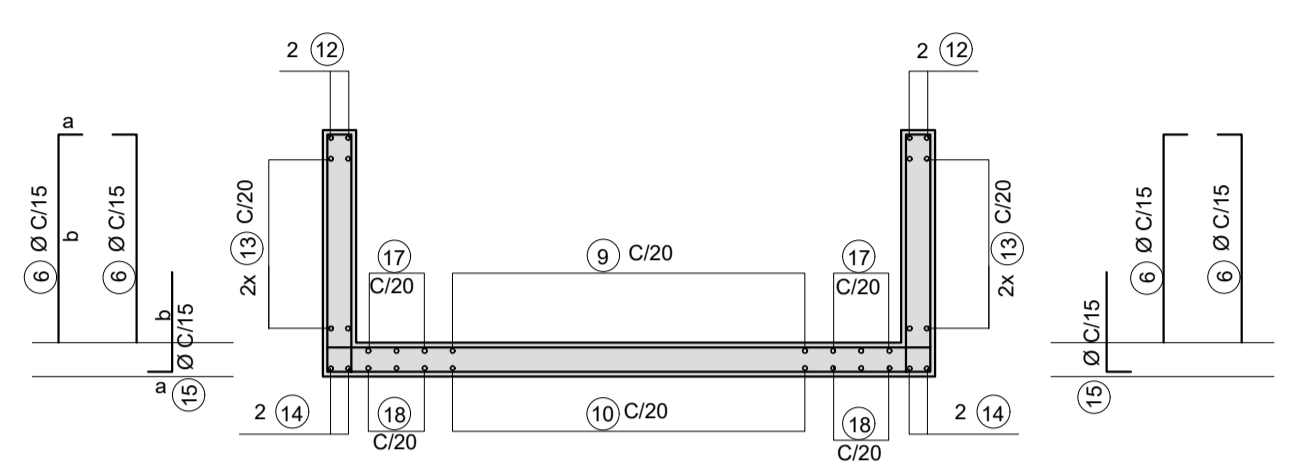 2 12
2 12
a
b
6 Ø C/15
6 Ø C/15
b
a
15 Ø C/15
2x 13 C/20
17
C/20
9 C/20
17
C/20
2x 13 C/20
6 Ø C/15
6 Ø C/15
15 Ø C/15
2 14
18
C/20
10 C/20
18
C/20
2 14